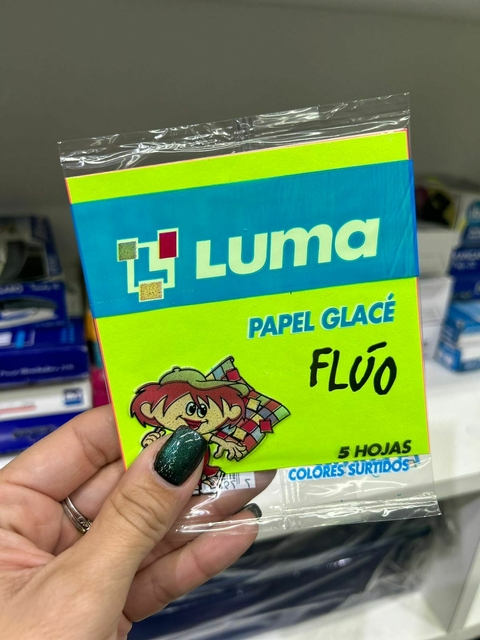 LUMA
PAPEL GLACÉ
FLÚO
5 HOJAS
COLORES SURTIDOS